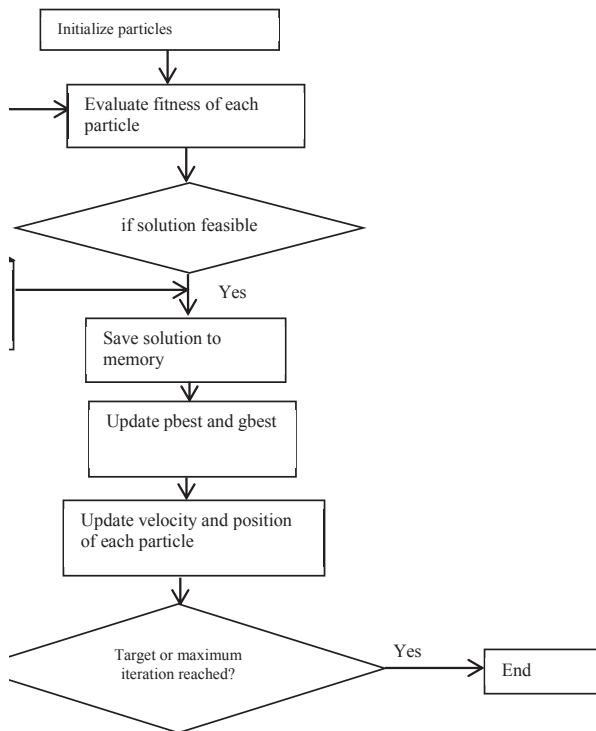 Initialize particles
Evaluate fitness of each
particle
if solution feasible
Yes
Save solution to
memory
Update pbest and gbest
Update velocity and position
of each particle
Target or maximum
iteration reached?
Yes
End